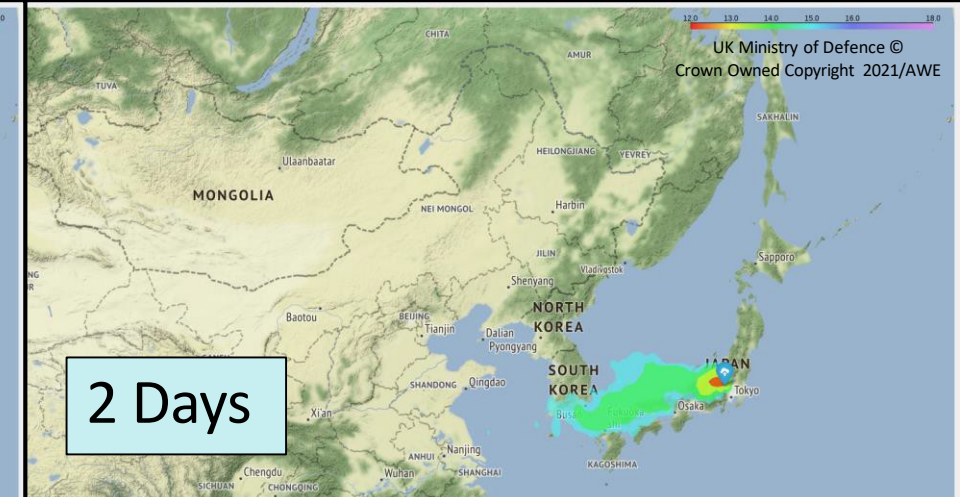 0
12.0 13.0 14.0 15.0 16.0 18.0
CHITA
UK Ministry of Defence ©
AMUR
Crown Owned Copyright 2021/AWE
TUVA
SAKHALIN
HEILONGJIANG
YEVREY
Ulaanbaatar
MONGOLIA
NEI MONGOL
Harbin
JILIN
Sapporo
Vladivostok
NG
Shenyang
NORTH
KOREA
Baotou
BEIJING
Tianjin
Dalian
Pyongyang
2 Days
SOUTH
KOREA
JAPAN
SHANDONG
Qingdao
Tokyo
Osaka
Fukuoka
Xi'an
Nanjing
ANHUI
SHANGHAI
KAGOSHIMA
Chengdu
Wuhan
SICHUAN
CHONGQING